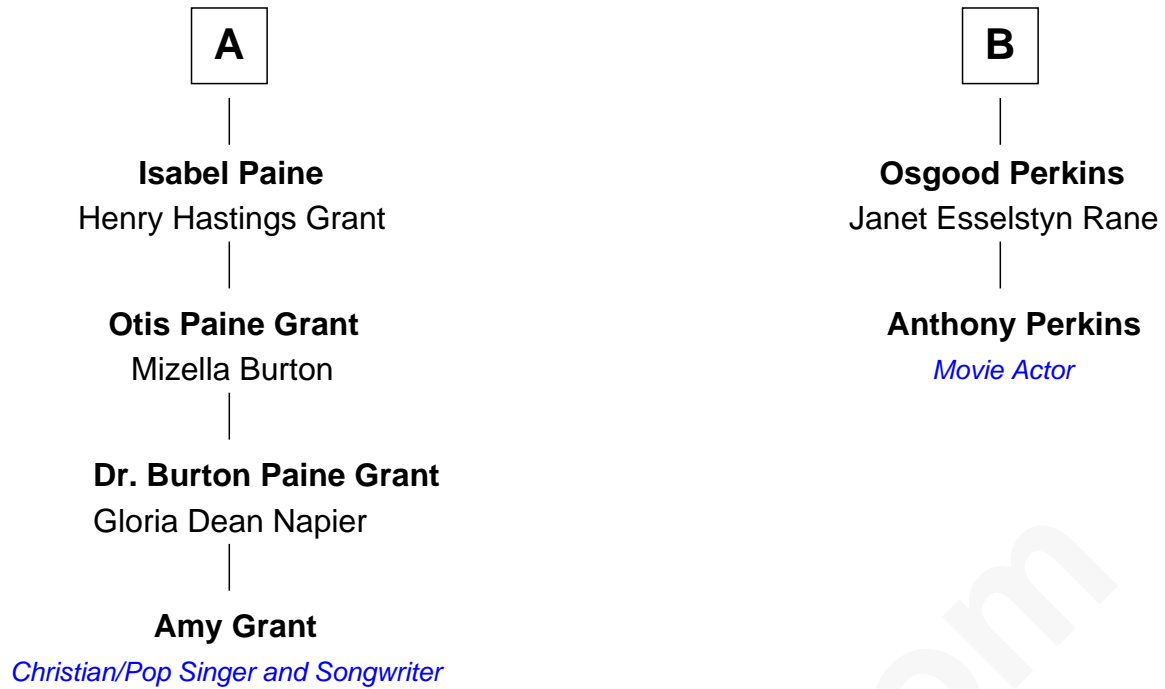 A
Isabel Paine
Henry Hastings Grant
Otis Paine Grant
Mizella Burton
Dr. Burton Paine Grant
Gloria Dean Napier
Amy Grant
Christian/Pop Singer and Songwriter
B
Osgood Perkins
Janet Esselstyn Rane
Anthony Perkins
Movie Actor
om